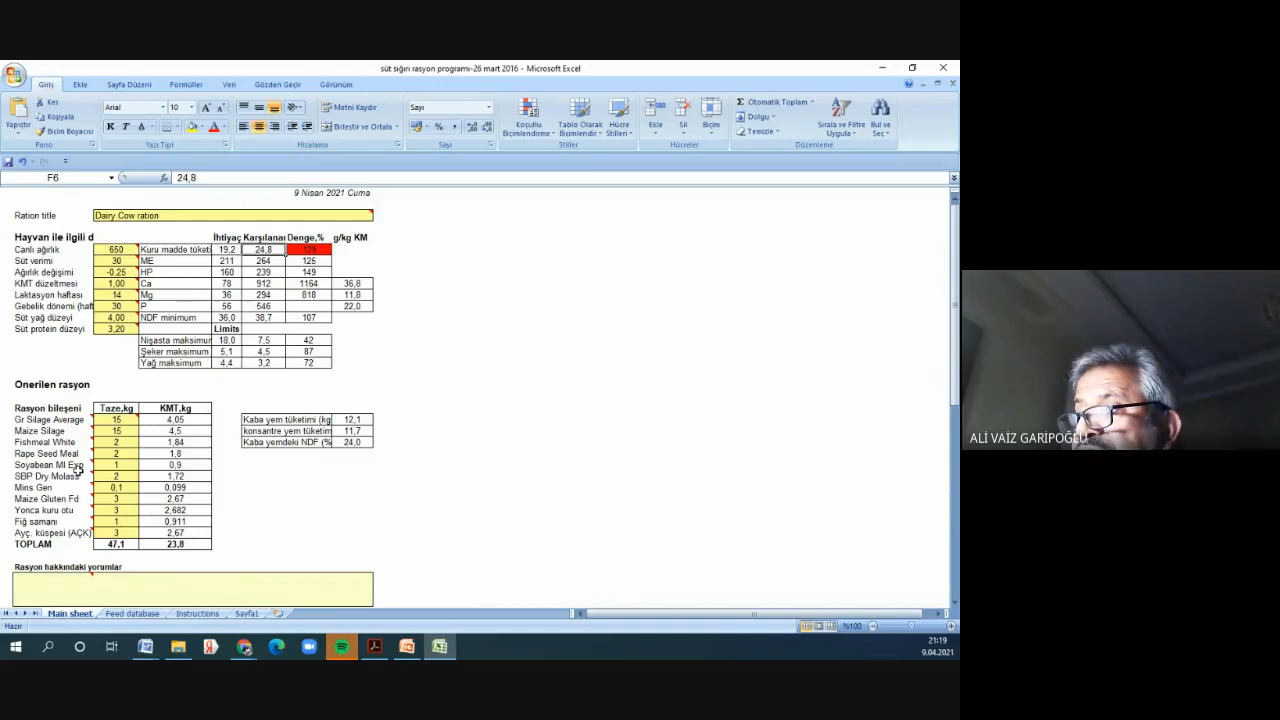 süt sığırı rasyon programi-26 mart 2016 - Microsoft Excel
Giriş Ekle Sayfa Düzeni Formüller Veri Gözden Geçir Görünüm
Kes
Kopyala
Biçim Boyacısı
Yapıştır
Pano
Arial 10
K T A
Yazı Tipi
Metni Kaydır
Birleştir ve Ortala
Hizalama
Sayı
Sayı
Koşullu Biçimlendirme
Tablo Olarak Biçimlendir
Hücre Stilleri
Stiller
Ekle Sil Biçim
Hücreler
Otomatik Toplam
Dolgu
Temizle
Sırala ve Filtre Uygula
Bul ve Seç
Düzenleme
F6 fx 24,8
9 Nisan 2021 Cuma
Ration title Dairy Cow ration
Hayvan ile ilgili d İhtiyaç Karşılanan Denge,% g/kg KM
Canlı ağırlık 650 Kuru madde tüketi 19,2 24,8 129
Süt verimi 30 ME 211 264 125
Ağırlık değişimi -0,25 HP 160 239 149
KMT düzeltmesi 1,00 Ca 78 912 1164 36,8
Laktasyon haftası 14 Mg 36 294 818 11,8
Gebelik dönemi (haft 30 P 56 546 22,0
Süt yağ düzeyi 4,00 NDF minimum 36,0 38,7 107
Süt protein düzeyi 3,20 Limits
Nişasta maksimum 18,0 7,5 42
Şeker maksimum 5,1 4,5 87
Yağ maksimum 4,4 3,2 72
Onerilen rasyon
Rasyon bileşeni Taze,kg KMT,kg
Gr Silage Average 15 4,05 Kaba yem tüketimi (kg 12,1
Maize Silage 15 4,5 konsantre yem tüketim 11,7
Fishmeal White 2 1,84 Kaba yemdeki NDF (% 24,0
Rape Seed Meal 2 1,8
Soyabean Ml Exp 1 0,9
SBP Dry Molass 2 1,72
Mins Gen 0,1 0,099
Maize Gluten Fd 3 2,67
Yonca kuru otu 3 2,682
Fiğ samanı 1 0,911
Ayç. küspesi (AÇK) 3 2,67
TOPLAM 47,1 23,8
Rasyon hakkındaki yorumlar
Main sheet Feed database Instructions Sayfa1
Hazır %100
21:19
9.04.2021
ALİ VAİZ GARİPOĞLU